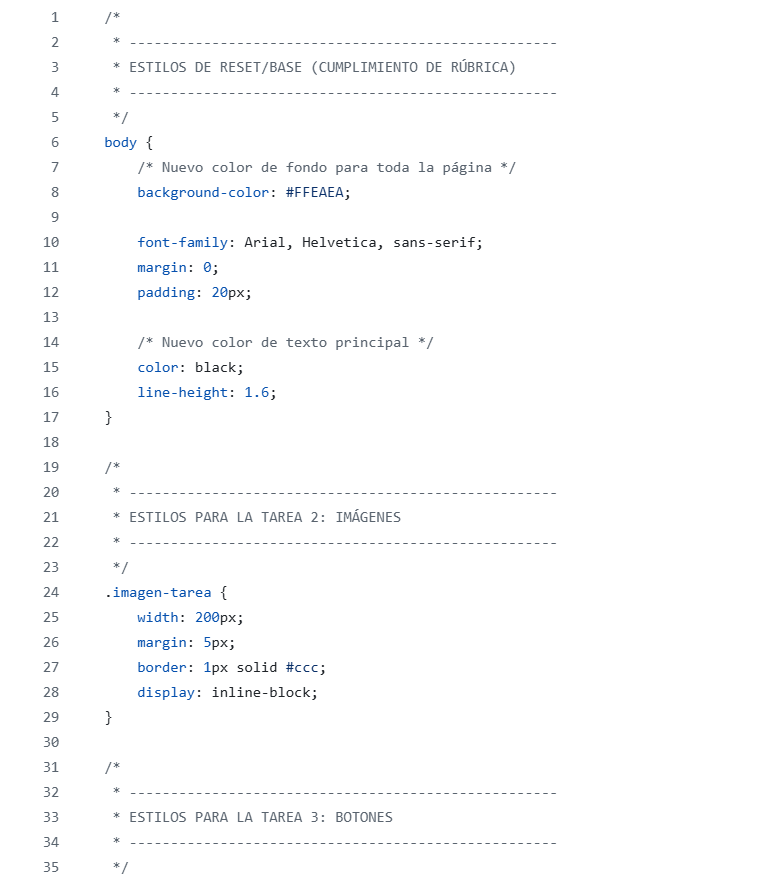 1 /*
2  * ----------------------------------------------------
3  * ESTILOS DE RESET/BASE (CUMPLIMIENTO DE RÚBRICA)
4  * ----------------------------------------------------
5  */
6 body {
7     /* Nuevo color de fondo para toda la página */
8     background-color: #FFEAEA;
9
10     font-family: Arial, Helvetica, sans-serif;
11     margin: 0;
12     padding: 20px;
13
14     /* Nuevo color de texto principal */
15     color: black;
16     line-height: 1.6;
17 }
18
19 /*
20  * ----------------------------------------------------
21  * ESTILOS PARA LA TAREA 2: IMÁGENES
22  * ----------------------------------------------------
23  */
24 .imagen-tarea {
25     width: 200px;
26     margin: 5px;
27     border: 1px solid #ccc;
28     display: inline-block;
29 }
30
31 /*
32  * ----------------------------------------------------
33  * ESTILOS PARA LA TAREA 3: BOTONES
34  * ----------------------------------------------------
35  */